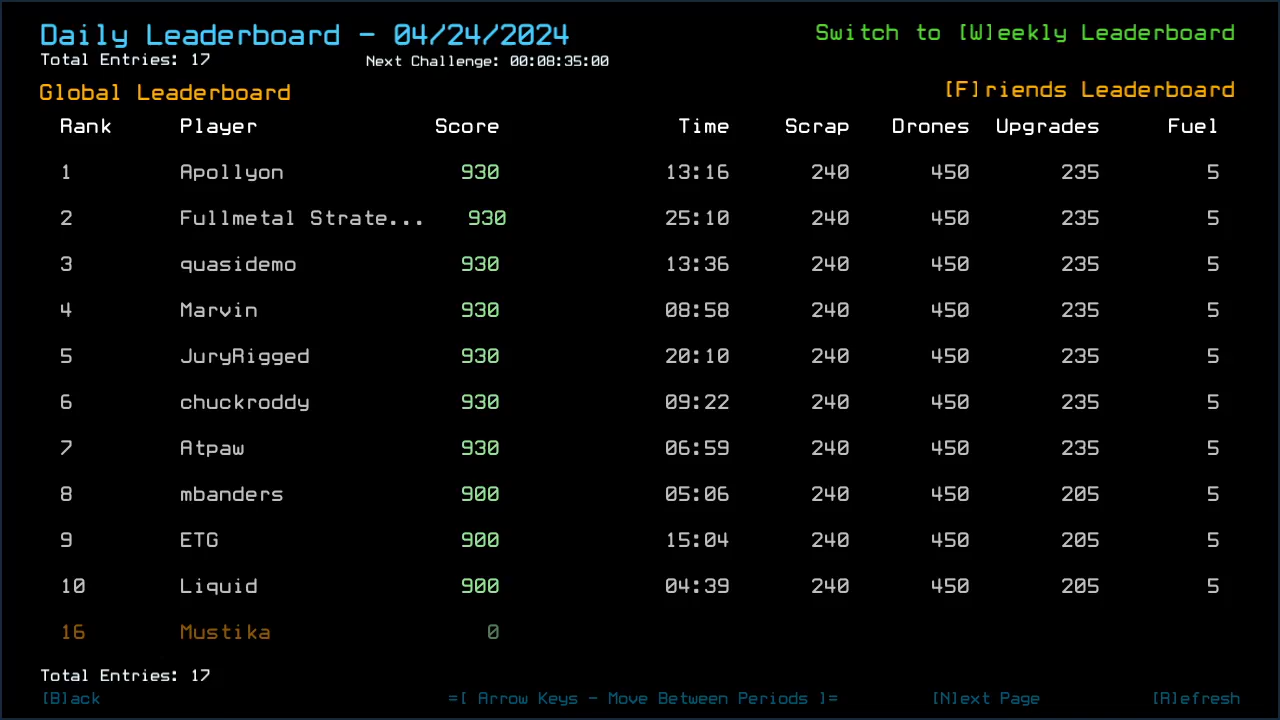 Daily Leaderboard - 04/24/2024 Switch to [W]eekly Leaderboard
Total Entries: 17 Next Challenge: 00:08:35:00
Global Leaderboard [F]riends Leaderboard
Rank Player Score Time Scrap Drones Upgrades Fuel
1 Apollyon 930 13:16 240 450 235 5
2 Fullmetal Strate... 930 25:10 240 450 235 5
3 quasidemo 930 13:36 240 450 235 5
4 Marvin 930 08:58 240 450 235 5
5 JuryRigged 930 20:10 240 450 235 5
6 chuckroddy 930 09:22 240 450 235 5
7 Atpaw 930 06:59 240 450 235 5
8 mbanders 900 05:06 240 450 205 5
9 ETG 900 15:04 240 450 205 5
10 Liquid 900 04:39 240 450 205 5
16 Mustika 0
Total Entries: 17
[B]ack =[ Arrow Keys - Move Between Periods ]= [N]ext Page [R]efresh